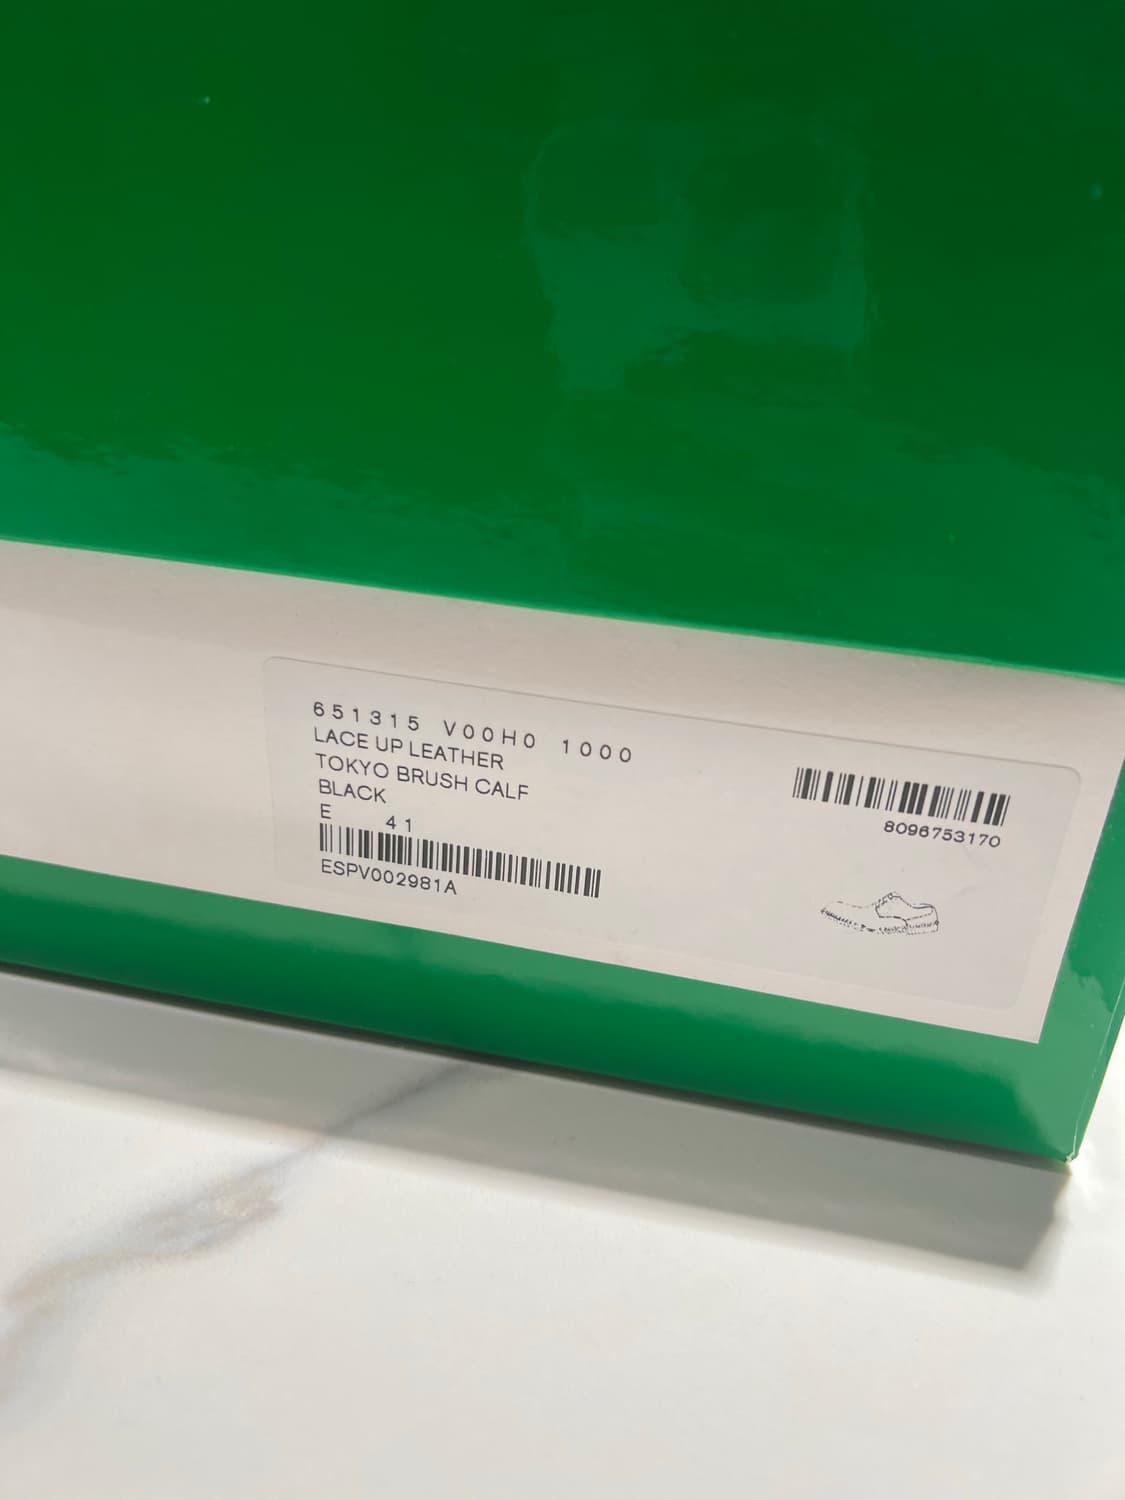 651315 V00H0 1000
LACE UP LEATHER
TOKYO BRUSH CALF
BLACK
E 41
ESPV002981A
8096753170